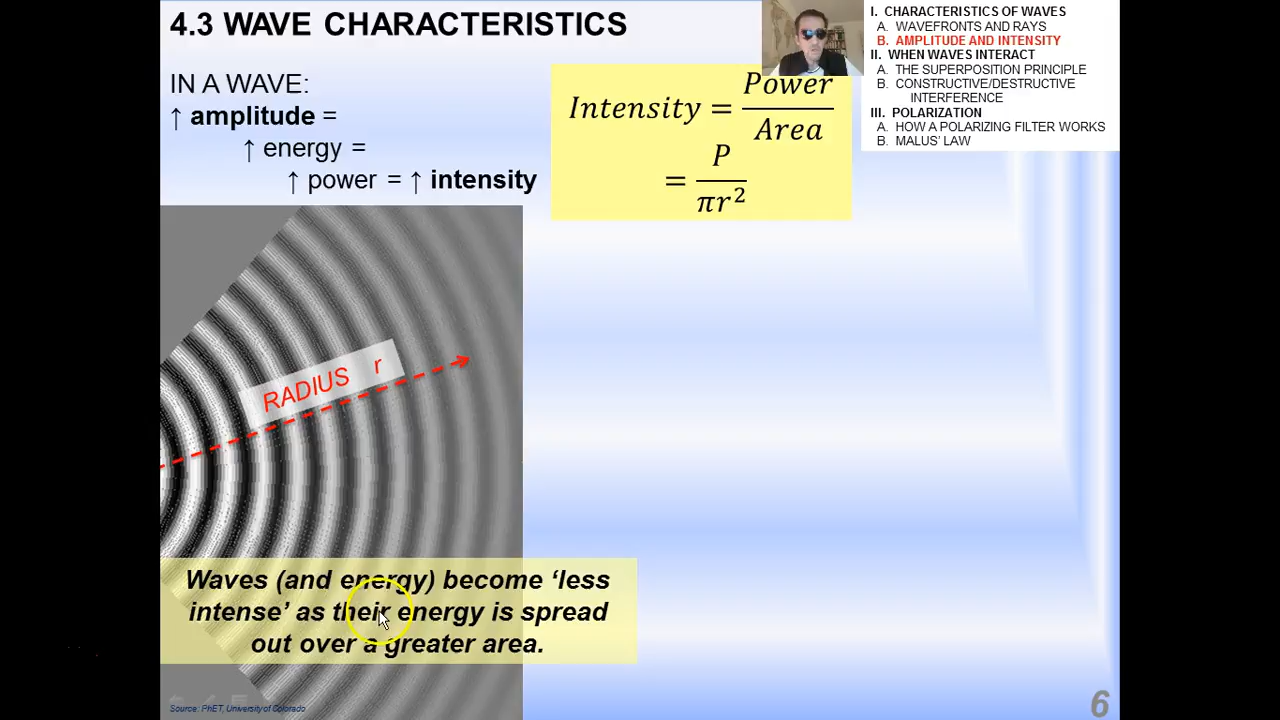 4.3 WAVE CHARACTERISTICS
I. CHARACTERISTICS OF WAVES
A. WAVEFRONTS AND RAYS
B. AMPLITUDE AND INTENSITY
II. WHEN WAVES INTERACT
A. THE SUPERPOSITION PRINCIPLE
B. CONSTRUCTIVE/DESTRUCTIVE
INTERFERENCE
III. POLARIZATION
A. HOW A POLARIZING FILTER WORKS
B. MALUS' LAW
IN A WAVE:
↑ amplitude =
↑ energy =
↑ power = ↑ intensity
Intensity = Power / Area
= P / πr²
RADIUS r
Waves (and energy) become ‘less
intense’ as their energy is spread
out over a greater area.
Source: PhET, University of Colorado
6